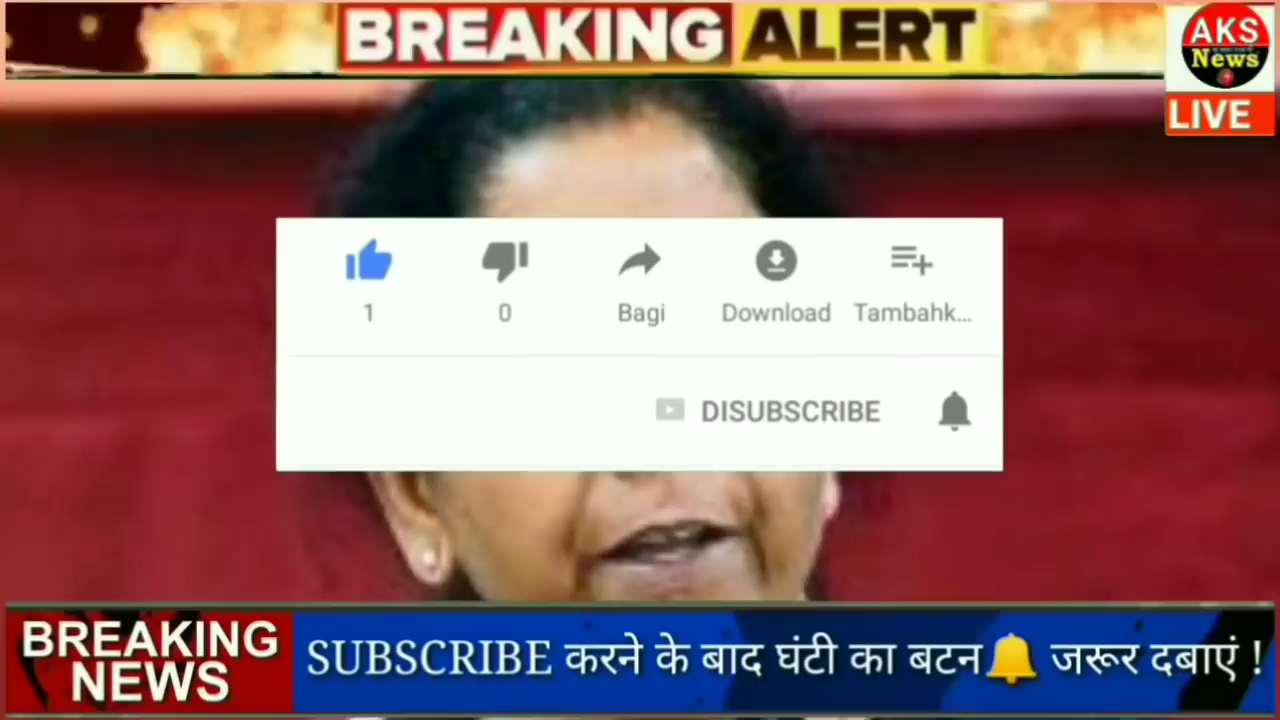 BREAKING ALERT
AKS
News
LIVE
1
0
Bagi
Download
Tambahk...
DISUBSCRIBE
BREAKING
NEWS
SUBSCRIBE करने के बाद घंटी का बटन🔔 जरूर दबाएं !